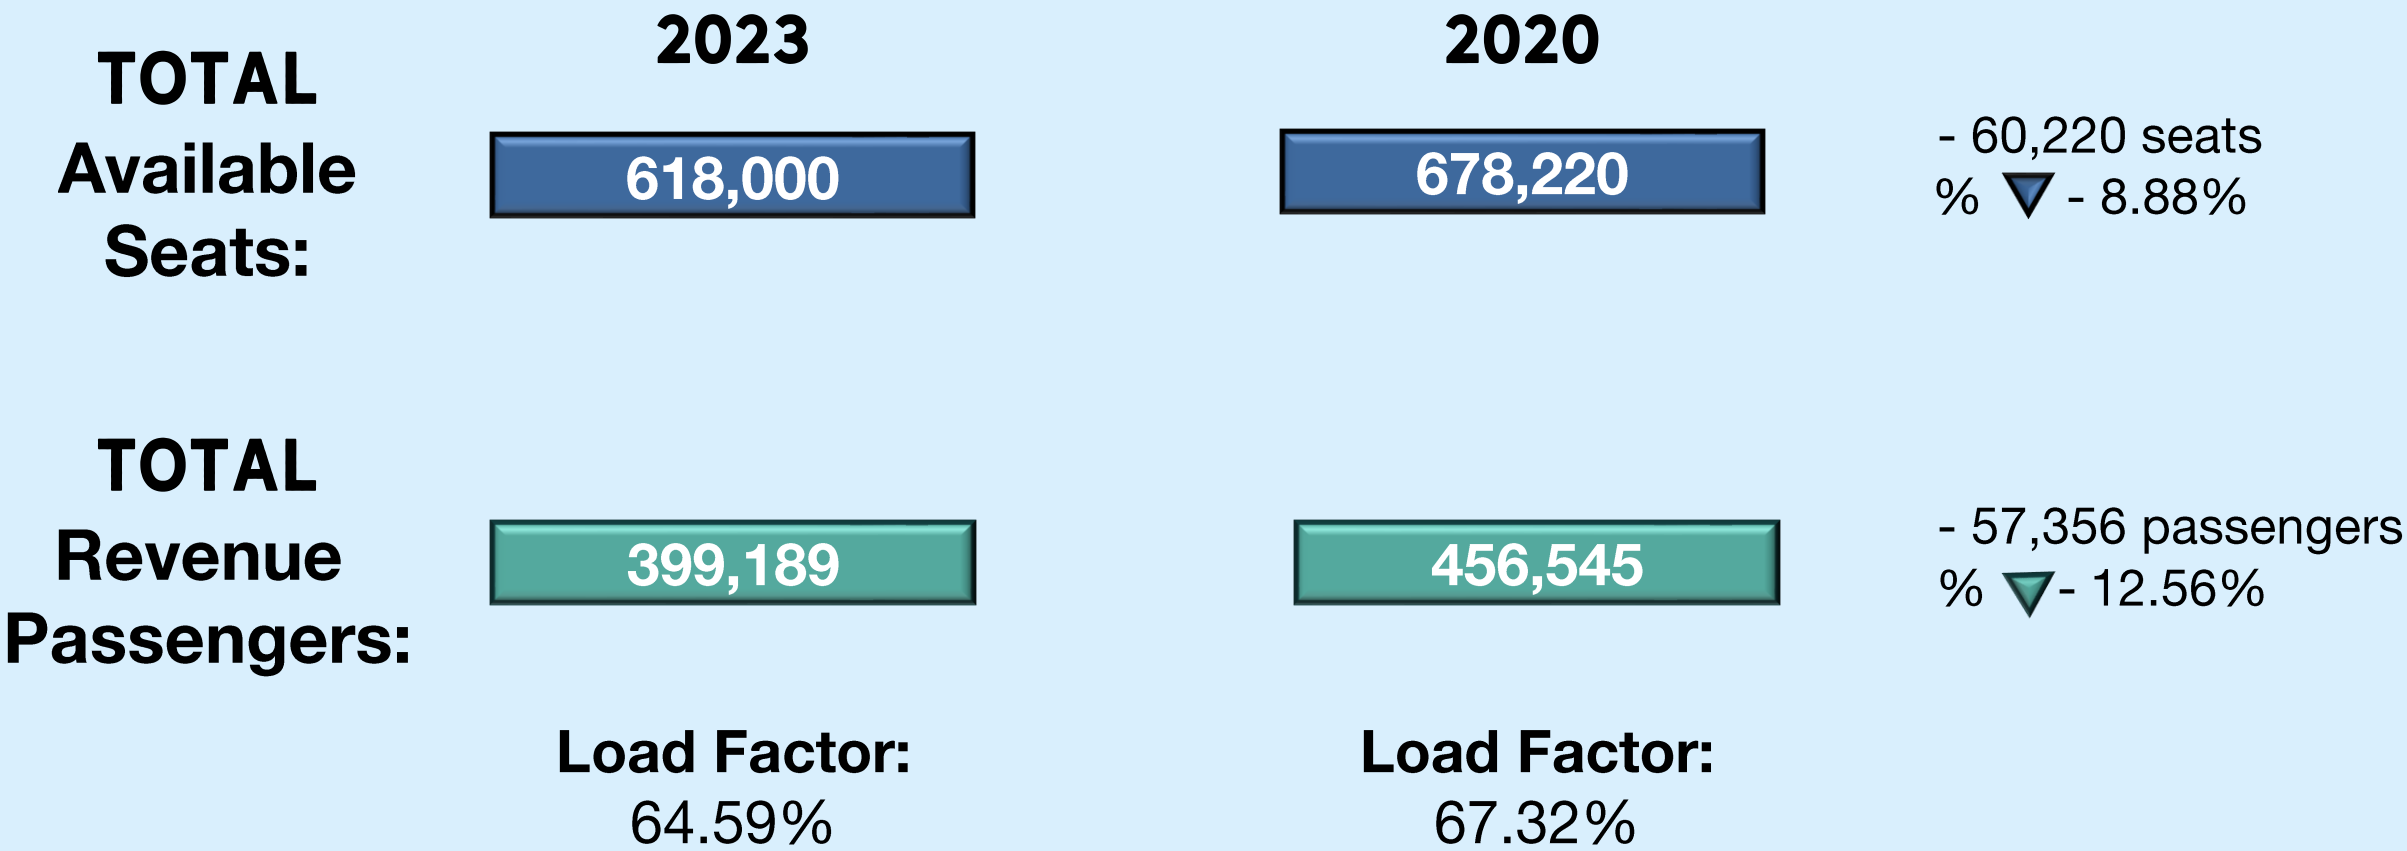 2023
2020
TOTAL
Available
Seats:
618,000
678,220
- 60,220 seats
% - 8.88%
TOTAL
Revenue
Passengers:
399,189
456,545
- 57,356 passengers
% - 12.56%
Load Factor:
64.59%
Load Factor:
67.32%